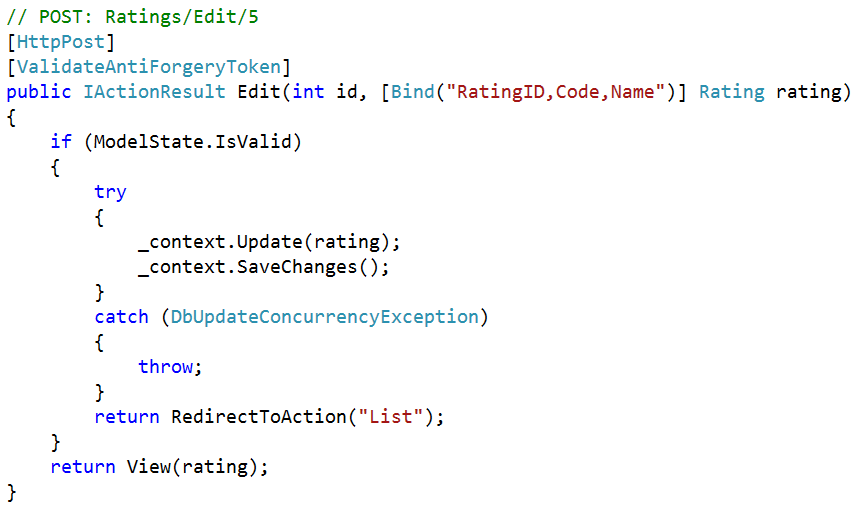 // POST: Ratings/Edit/5
[HttpPost]
[ValidateAntiForgeryToken]
public IActionResult Edit(int id, [Bind("RatingID,Code,Name")] Rating rating)
{
    if (ModelState.IsValid)
    {
        try
        {
            _context.Update(rating);
            _context.SaveChanges();
        }
        catch (DbUpdateConcurrencyException)
        {
            throw;
        }
        return RedirectToAction("List");
    }
    return View(rating);
}